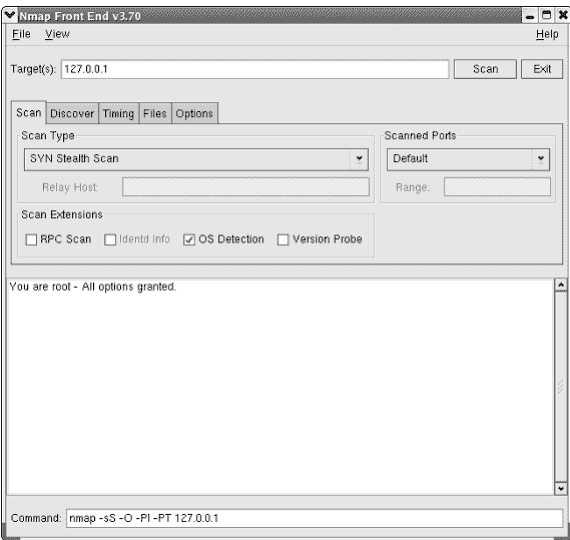 Nmap Front End v3.70
File View Help
Target(s): 127.0.0.1 Scan Exit
Scan Discover Timing Files Options
Scan Type Scanned Ports
SYN Stealth Scan Default
Relay Host: Range:
Scan Extensions
RPC Scan Identd Info OS Detection Version Probe
You are root - All options granted.
Command: nmap -sS -O -PI -PT 127.0.0.1